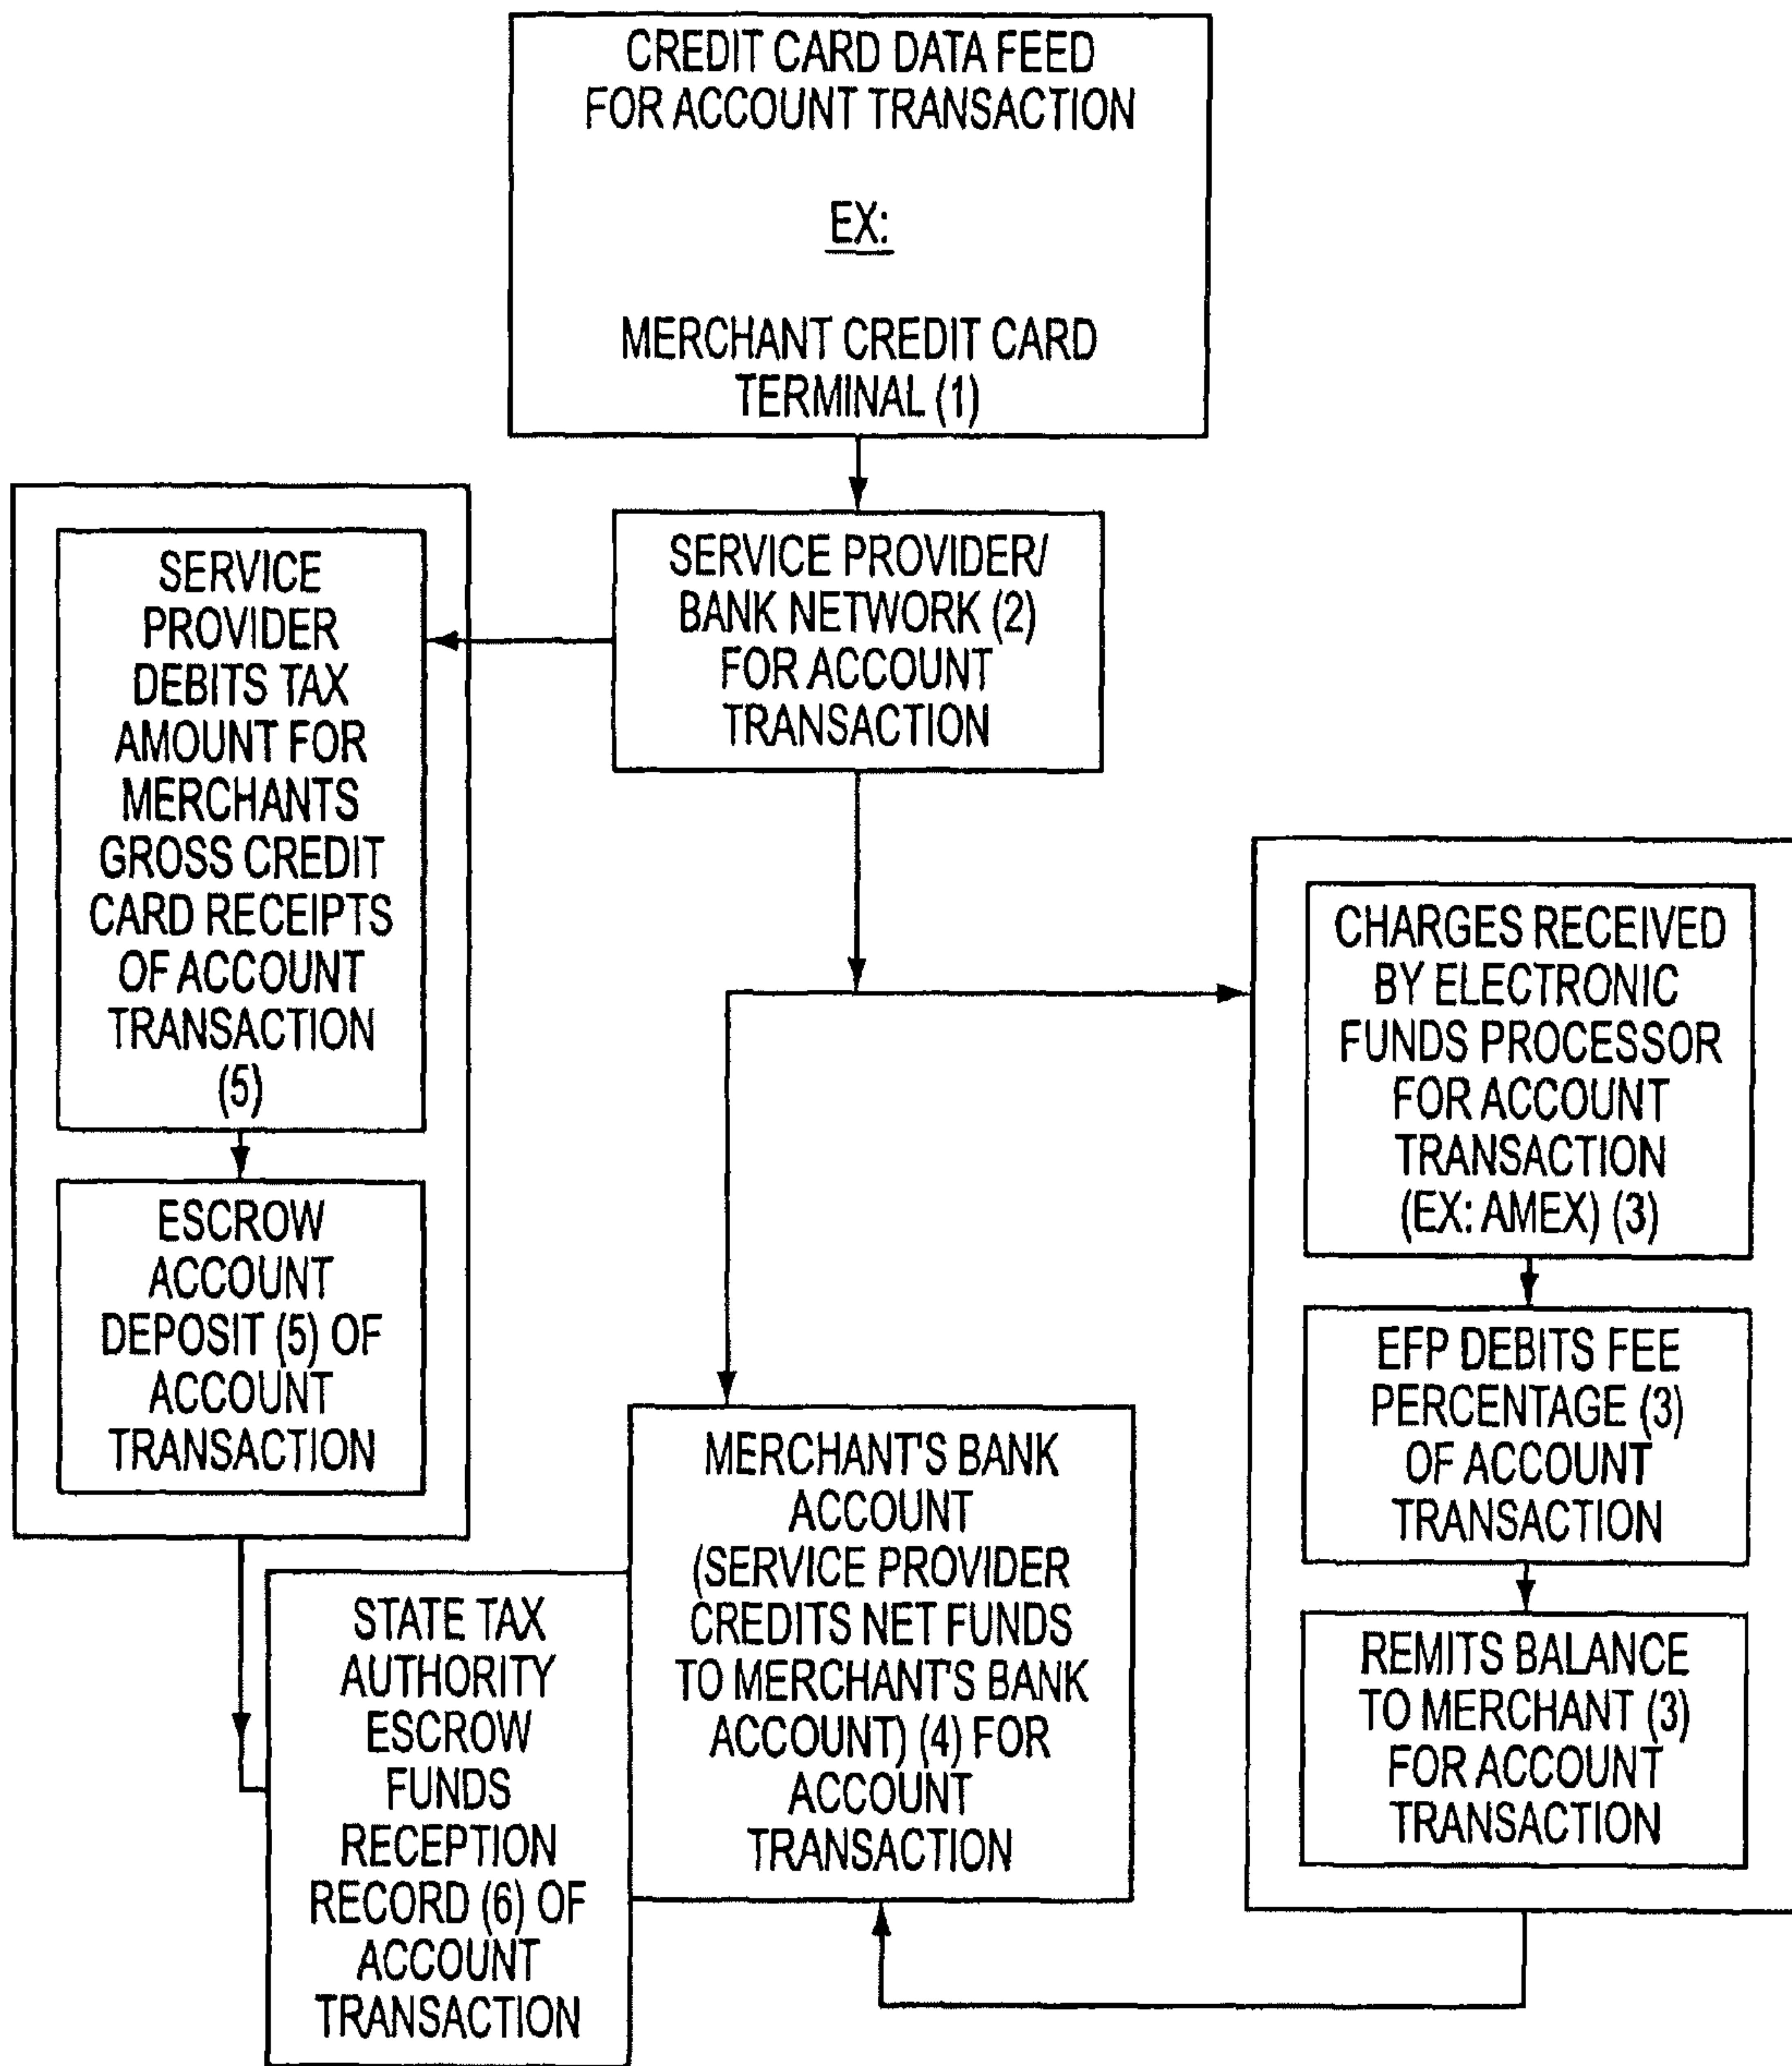 CREDIT CARD DATA FEED
FOR ACCOUNT TRANSACTION
EX:
MERCHANT CREDIT CARD
TERMINAL (1)
SERVICE PROVIDER/
BANK NETWORK (2)
FOR ACCOUNT
TRANSACTION
SERVICE
PROVIDER
DEBITS TAX
AMOUNT FOR
MERCHANTS
GROSS CREDIT
CARD RECEIPTS
OF ACCOUNT
TRANSACTION
(5)
ESCROW
ACCOUNT
DEPOSIT (5) OF
ACCOUNT
TRANSACTION
STATE TAX
AUTHORITY
ESCROW
FUNDS
RECEPTION
RECORD (6) OF
ACCOUNT
TRANSACTION
MERCHANT'S BANK
ACCOUNT
(SERVICE PROVIDER
CREDITS NET FUNDS
TO MERCHANT'S BANK
ACCOUNT) (4) FOR
ACCOUNT
TRANSACTION
CHARGES RECEIVED
BY ELECTRONIC
FUNDS PROCESSOR
FOR ACCOUNT
TRANSACTION
(EX: AMEX) (3)
EFP DEBITS FEE
PERCENTAGE (3)
OF ACCOUNT
TRANSACTION
REMITS BALANCE
TO MERCHANT (3)
FOR ACCOUNT
TRANSACTION